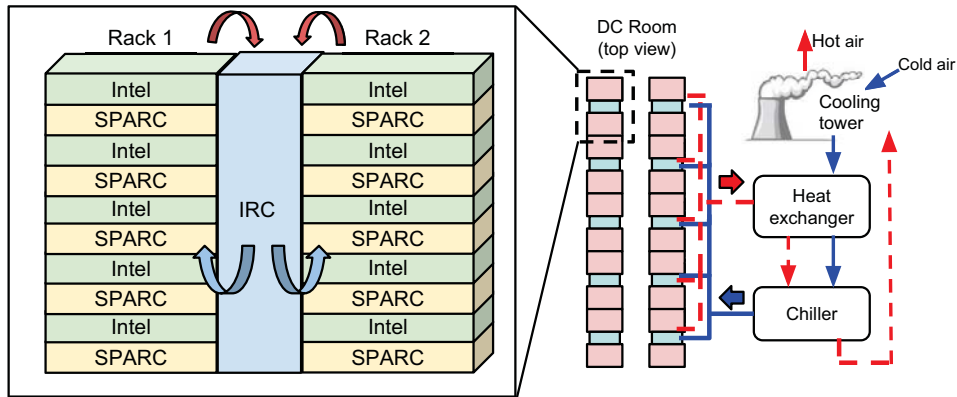 Rack 1
Rack 2
Intel
SPARC
Intel
SPARC
Intel
SPARC
Intel
SPARC
Intel
SPARC
IRC
Intel
SPARC
Intel
SPARC
Intel
SPARC
Intel
SPARC
Intel
SPARC
DC Room
(top view)
Hot air
Cold air
Cooling
tower
Heat
exchanger
Chiller